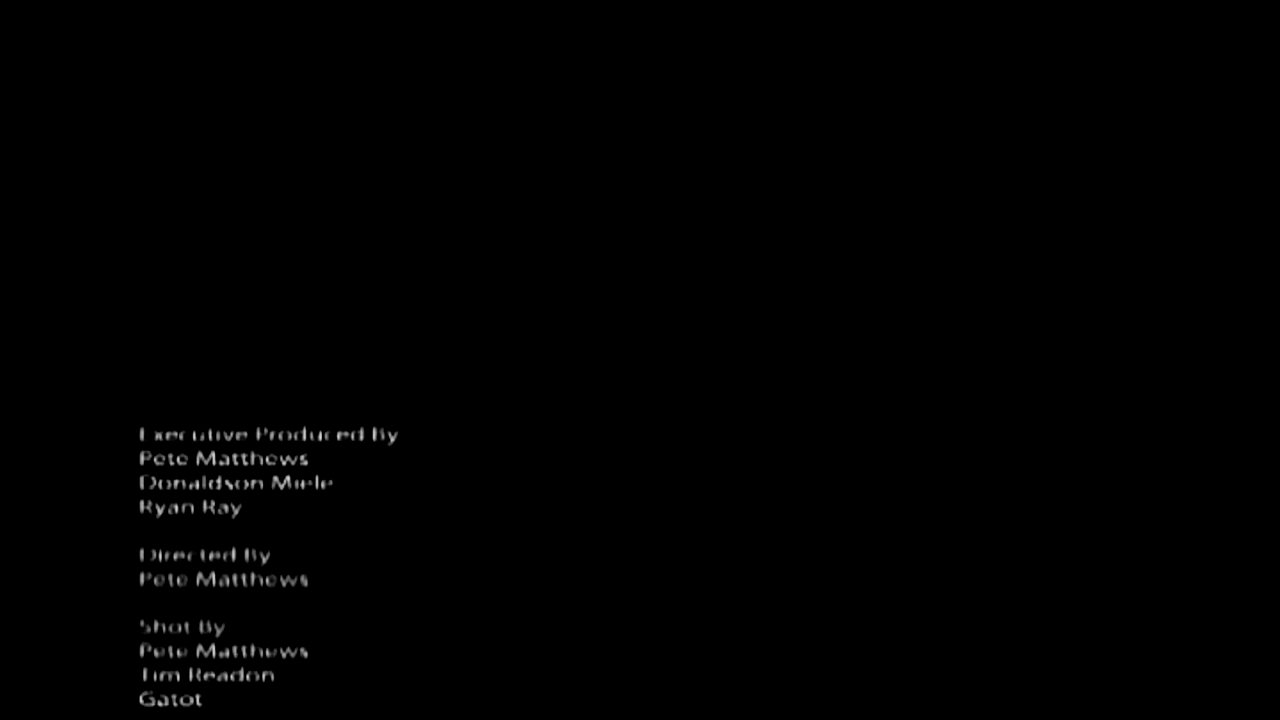 Executive Produced By
Pete Matthews
Donaldson Miele
Ryan Ray
Directed By
Pete Matthews
Shot By
Pete Matthews
Tim Readon
Gatot